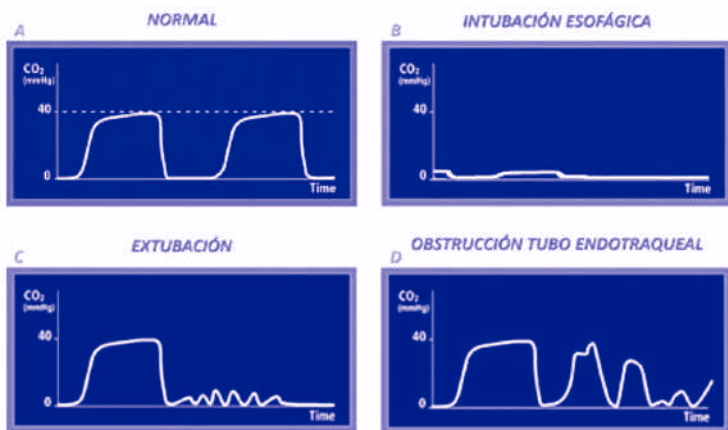 A
NORMAL
CO₂
(mmHg)
40
0
Time
B
INTUBACIÓN ESOFÁGICA
CO₂
(mmHg)
40
0
Time
C
EXTUBACIÓN
CO₂
(mmHg)
40
0
Time
D
OBSTRUCCIÓN TUBO ENDOTRAQUEAL
CO₂
(mmHg)
40
0
Time